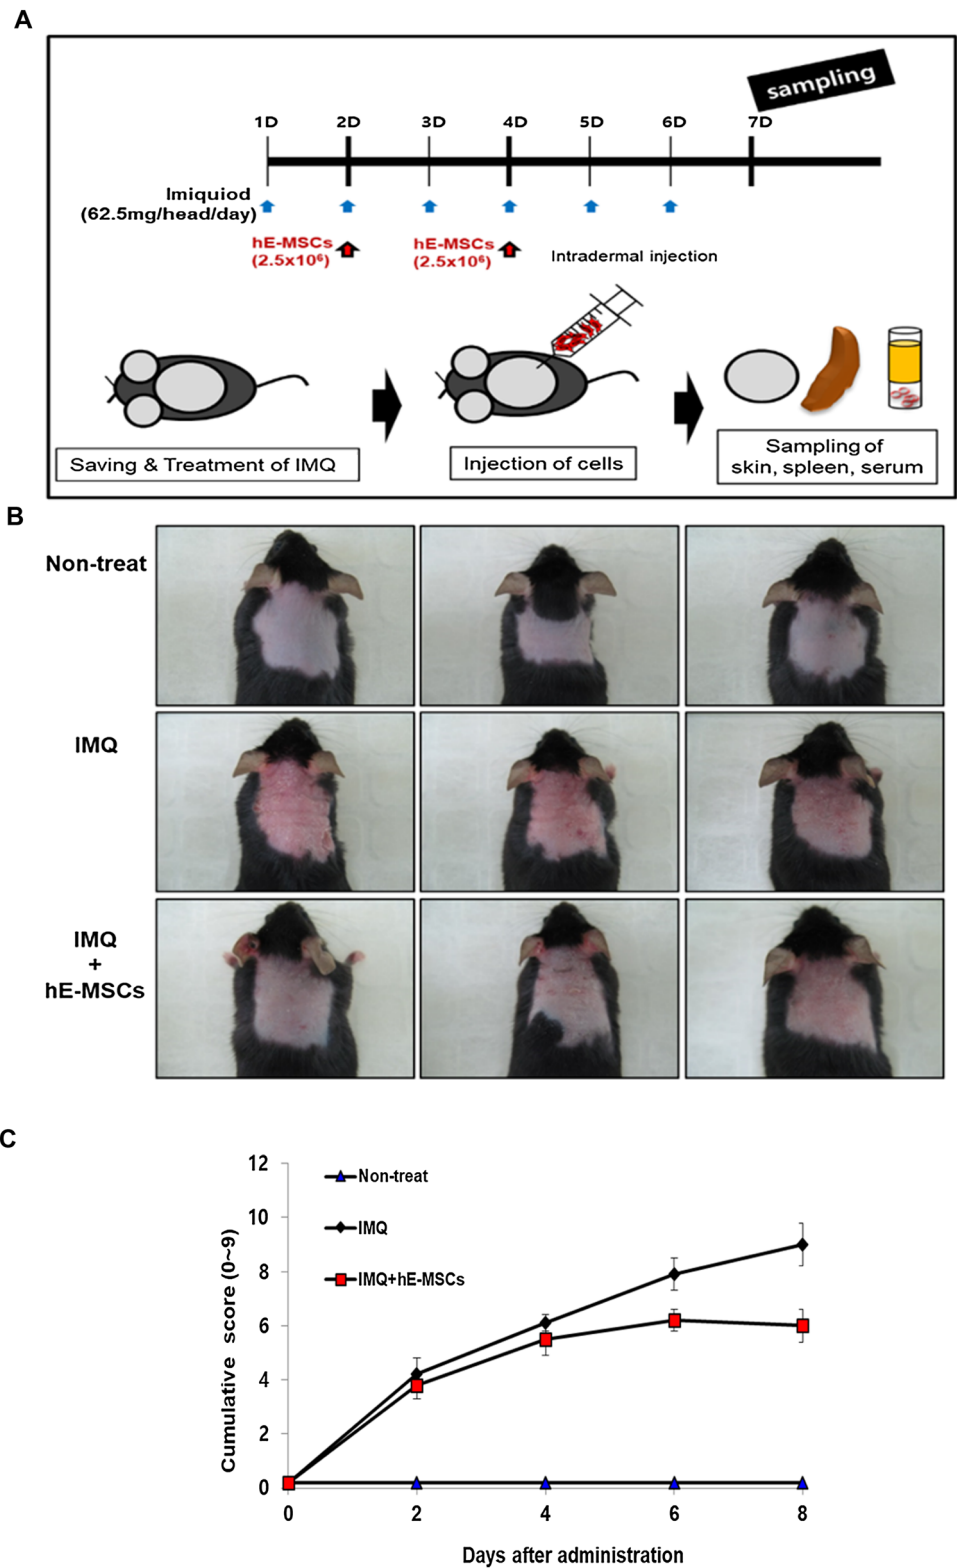 A
sampling
1D 2D 3D 4D 5D 6D 7D
Imiquiod
(62.5mg/head/day)
hE-MSCs
(2.5x10⁶)
hE-MSCs
(2.5x10⁶)
Intradermal injection
Saving & Treatment of IMQ
Injection of cells
Sampling of
skin, spleen, serum
B
Non-treat
IMQ
IMQ
+
hE-MSCs
C
12
10
8
6
4
2
0
Cumulative score (0~9)
Non-treat
IMQ
IMQ+hE-MSCs
0 2 4 6 8
Days after administration